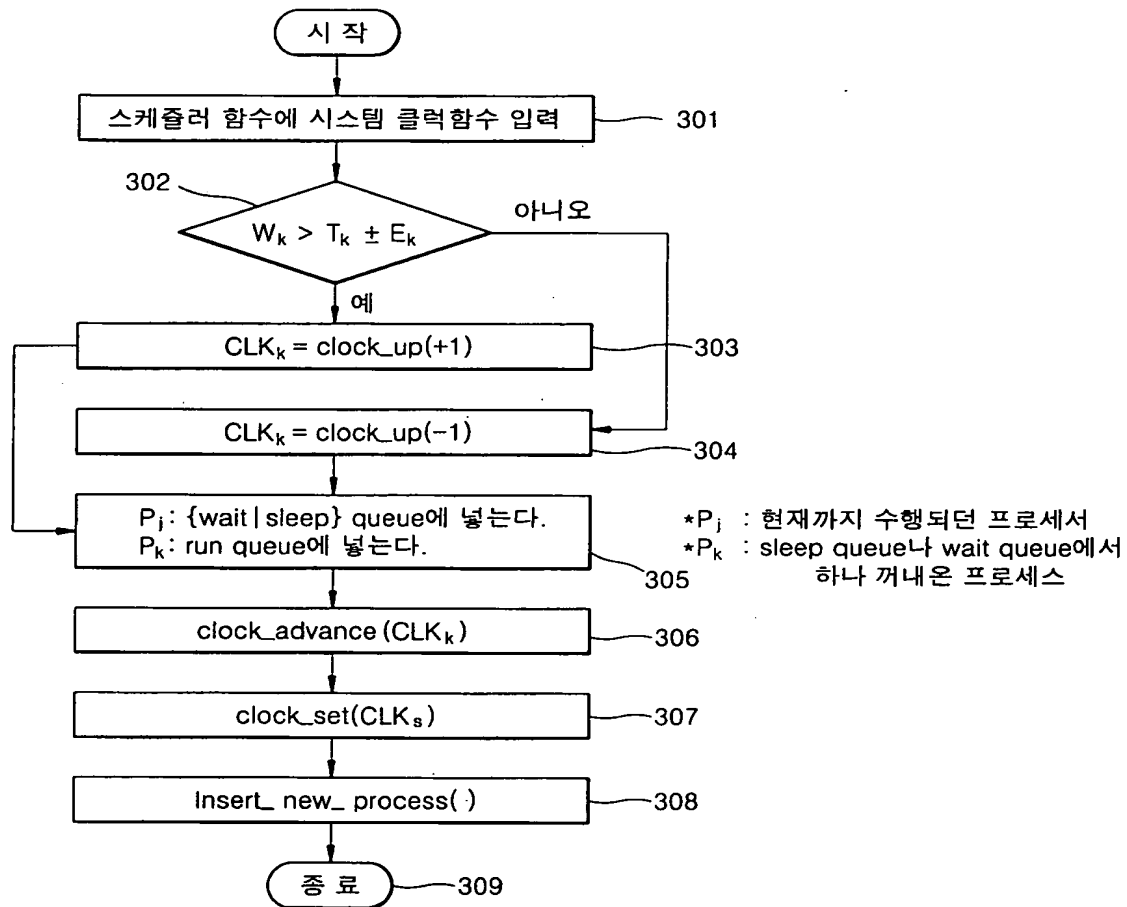 시 작
스케쥴러 함수에 시스템 클럭함수 입력
301
302
아니오
W_k > T_k ± E_k
예
CLK_k = clock_up(+1)
303
CLK_k = clock_up(-1)
304
P_j : {wait | sleep} queue에 넣는다.
P_k : run queue에 넣는다.
305
*P_j : 현재까지 수행되던 프로세서
*P_k : sleep queue나 wait queue에서
하나 꺼내온 프로세스
clock_advance (CLK_k)
306
clock_set(CLK_s)
307
Insert_ new_ process( )
308
종 료
309